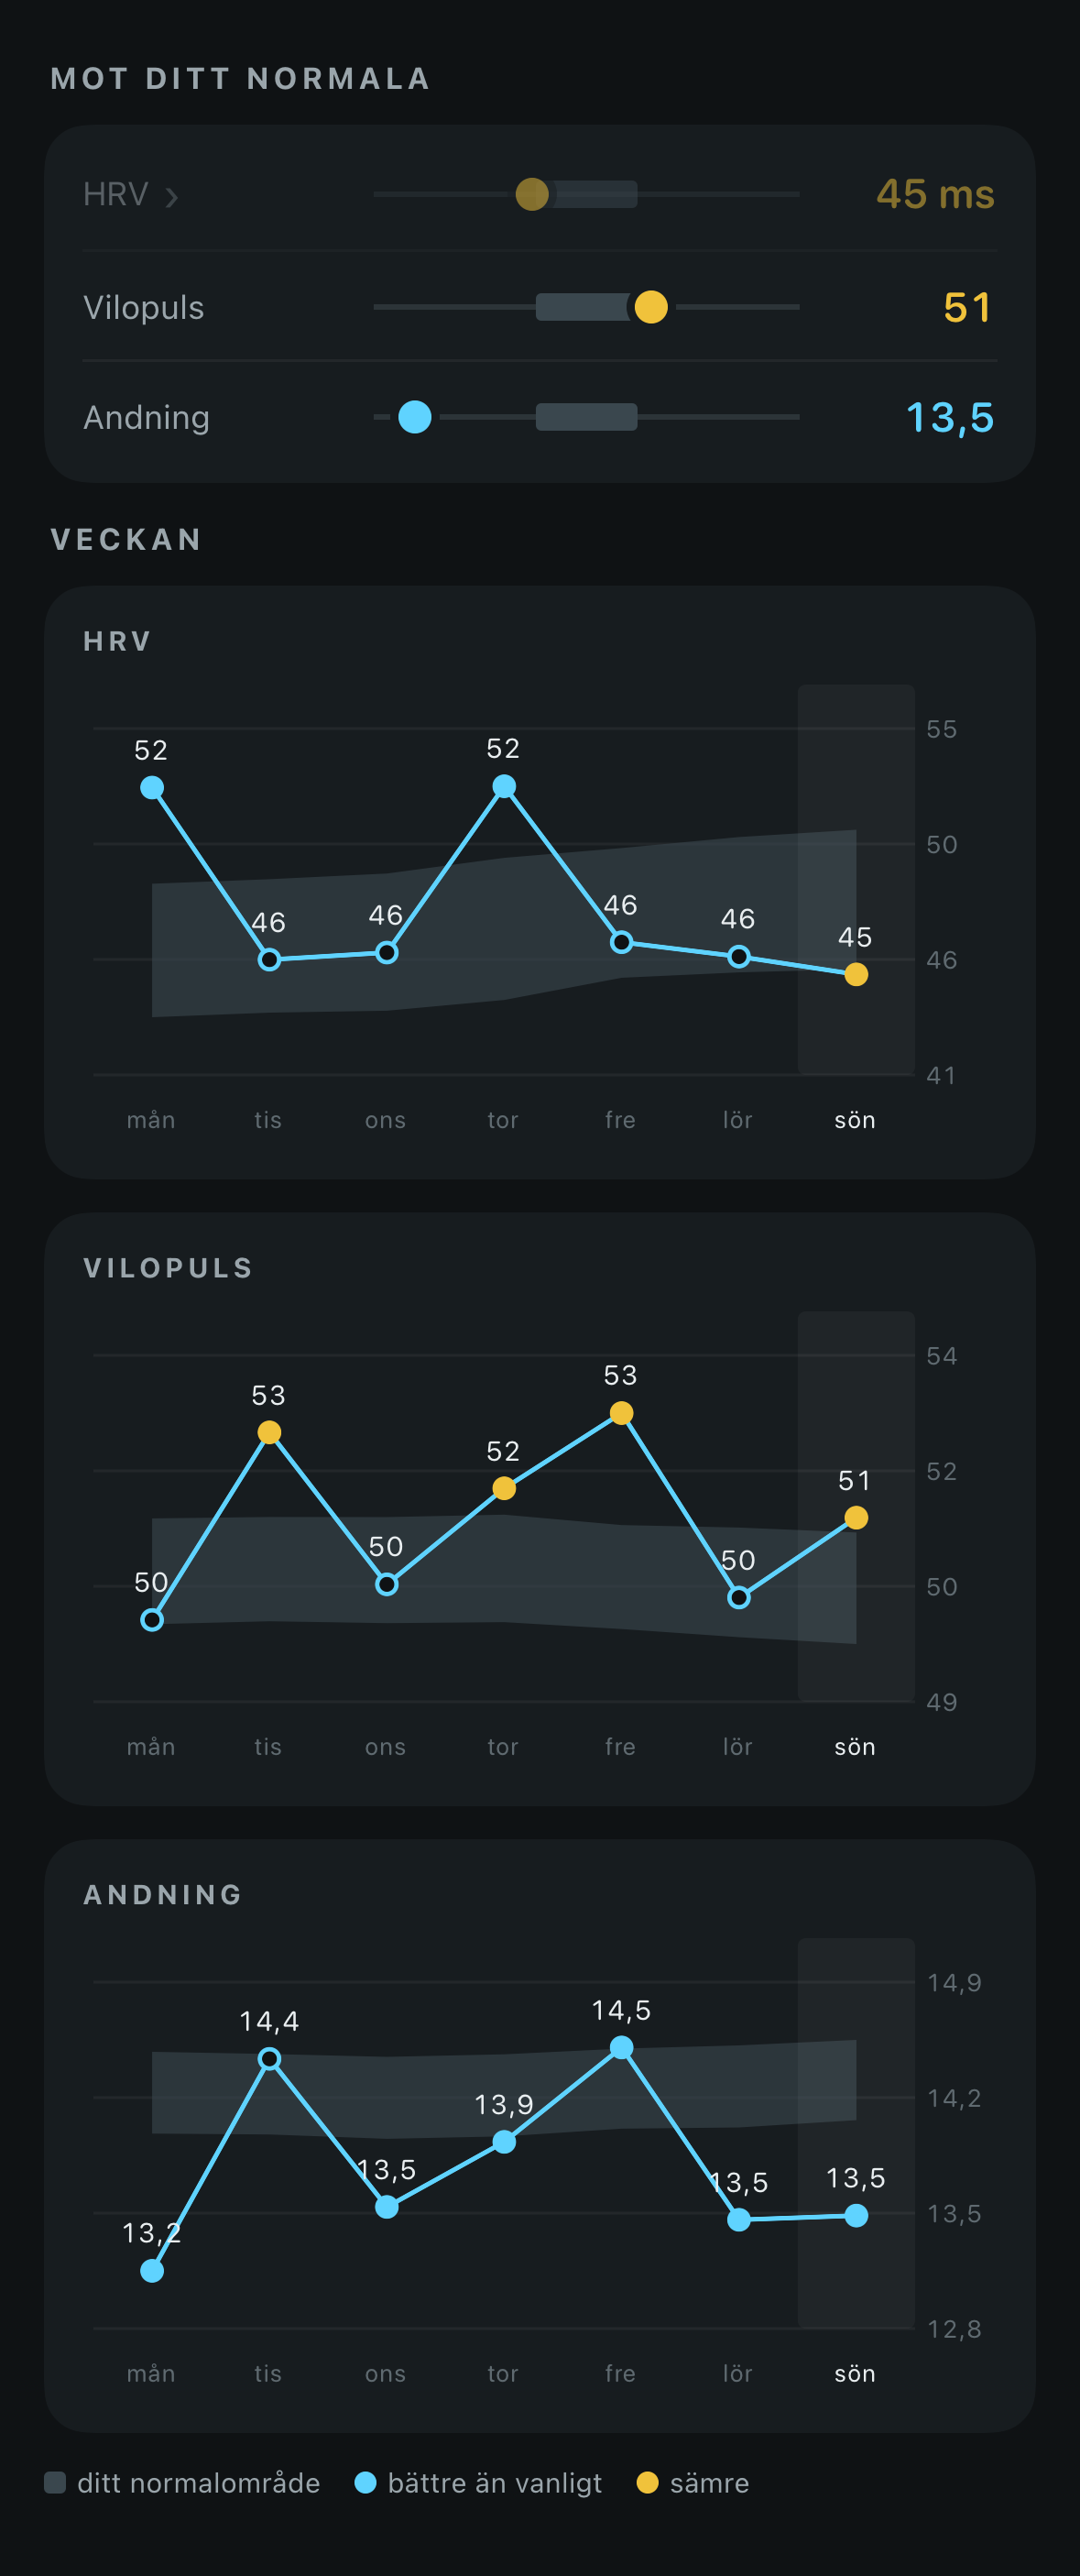 MOT DITT NORMALA
HRV › 45 ms
Vilopuls 51
Andning 13,5
VECKAN
HRV
55
52 52
50
46 46 46 46 45
46
41
mån tis ons tor fre lör sön
VILOPULS
54
53 53
52 51
52
50 50 50
50
49
mån tis ons tor fre lör sön
ANDNING
14,9
14,4 14,5
14,2
13,9
13,5 13,5 13,5
13,5
13,2
12,8
mån tis ons tor fre lör sön
ditt normalområde bättre än vanligt sämre